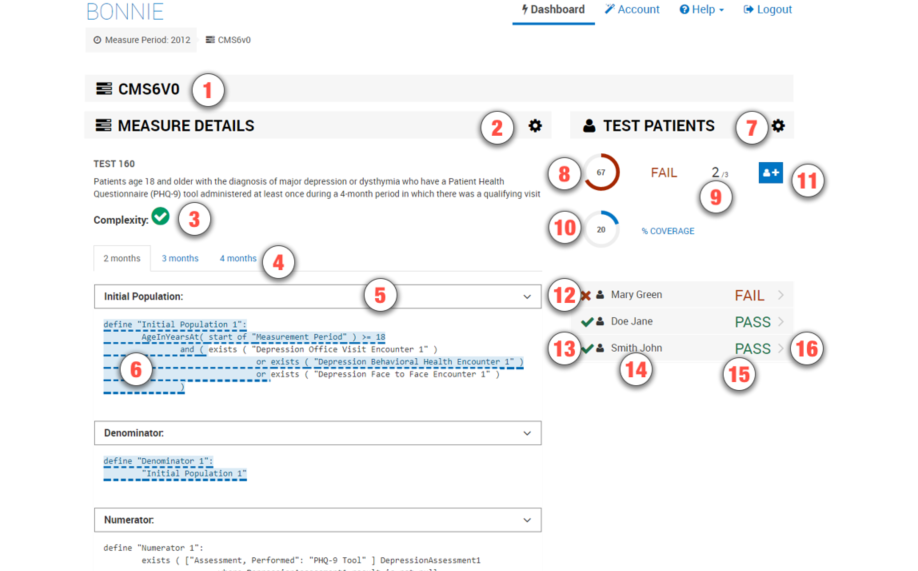 BONNIE
Dashboard
Account
Help
Logout
Measure Period: 2012
CMS6v0
CMS6V0
1
MEASURE DETAILS
2
TEST PATIENTS
7
TEST 160
Patients age 18 and older with the diagnosis of major depression or dysthymia who have a Patient Health
Questionnaire (PHQ-9) tool administered at least once during a 4-month period in which there was a qualifying visit
Complexity:
3
8
67
FAIL
2 /3
9
11
10
20
% COVERAGE
2 months
3 months
4 months
4
Initial Population:
5
define "Initial Population 1":
AgeInYearsAt( start of "Measurement Period" ) >= 18
and ( exists ( "Depression Office Visit Encounter 1" )
or exists ( "Depression Behavioral Health Encounter 1" )
or exists ( "Depression Face to Face Encounter 1" )
)
6
12
Mary Green
FAIL
Doe Jane
PASS
13
Smith John
PASS
16
14
15
Denominator:
define "Denominator 1":
"Initial Population 1"
Numerator:
define "Numerator 1":
exists ( ["Assessment, Performed": "PHQ-9 Tool" ] DepressionAssessment1